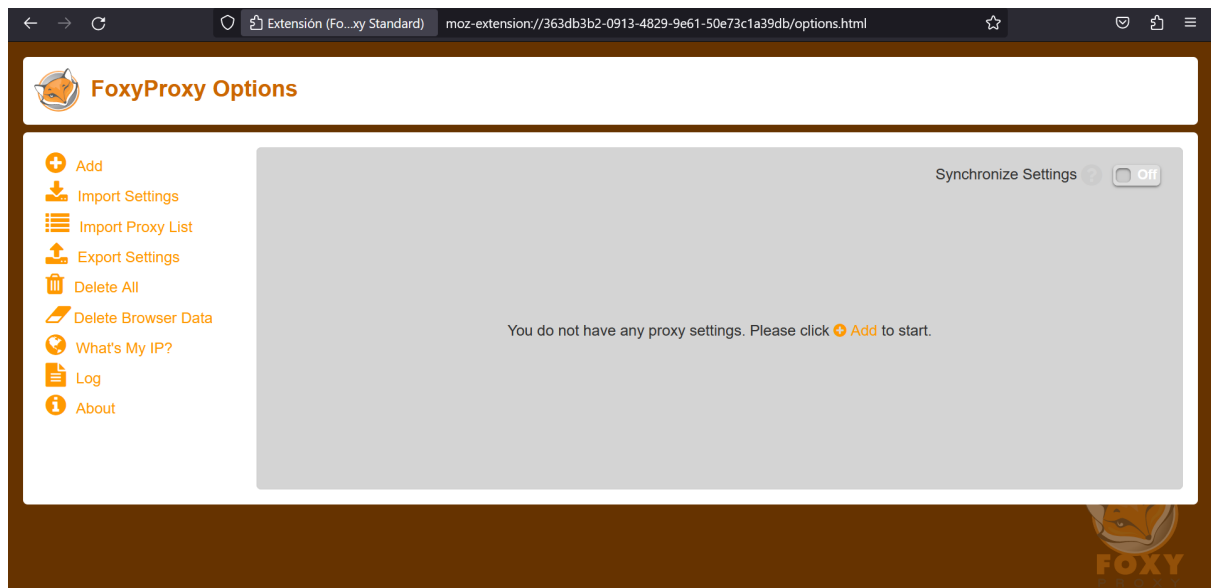 Extensión (Fo...xy Standard) moz-extension://363db3b2-0913-4829-9e61-50e73c1a39db/options.html
FoxyProxy Options
Add
Import Settings
Import Proxy List
Export Settings
Delete All
Delete Browser Data
What's My IP?
Log
About
Synchronize Settings ? Off
You do not have any proxy settings. Please click Add to start.
FOXY
PROXY